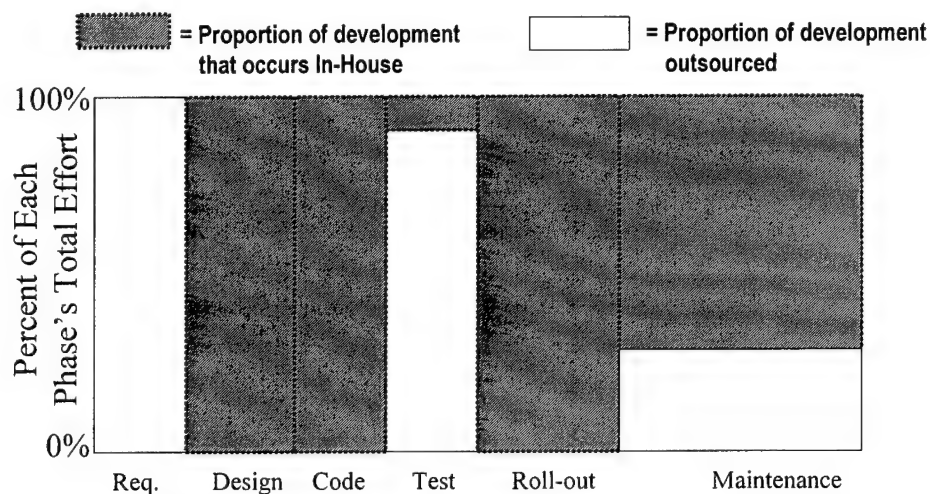 = Proportion of development
that occurs In-House
= Proportion of development
outsourced
100%
Percent of Each
Phase's Total Effort
0%
Req.
Design
Code
Test
Roll-out
Maintenance